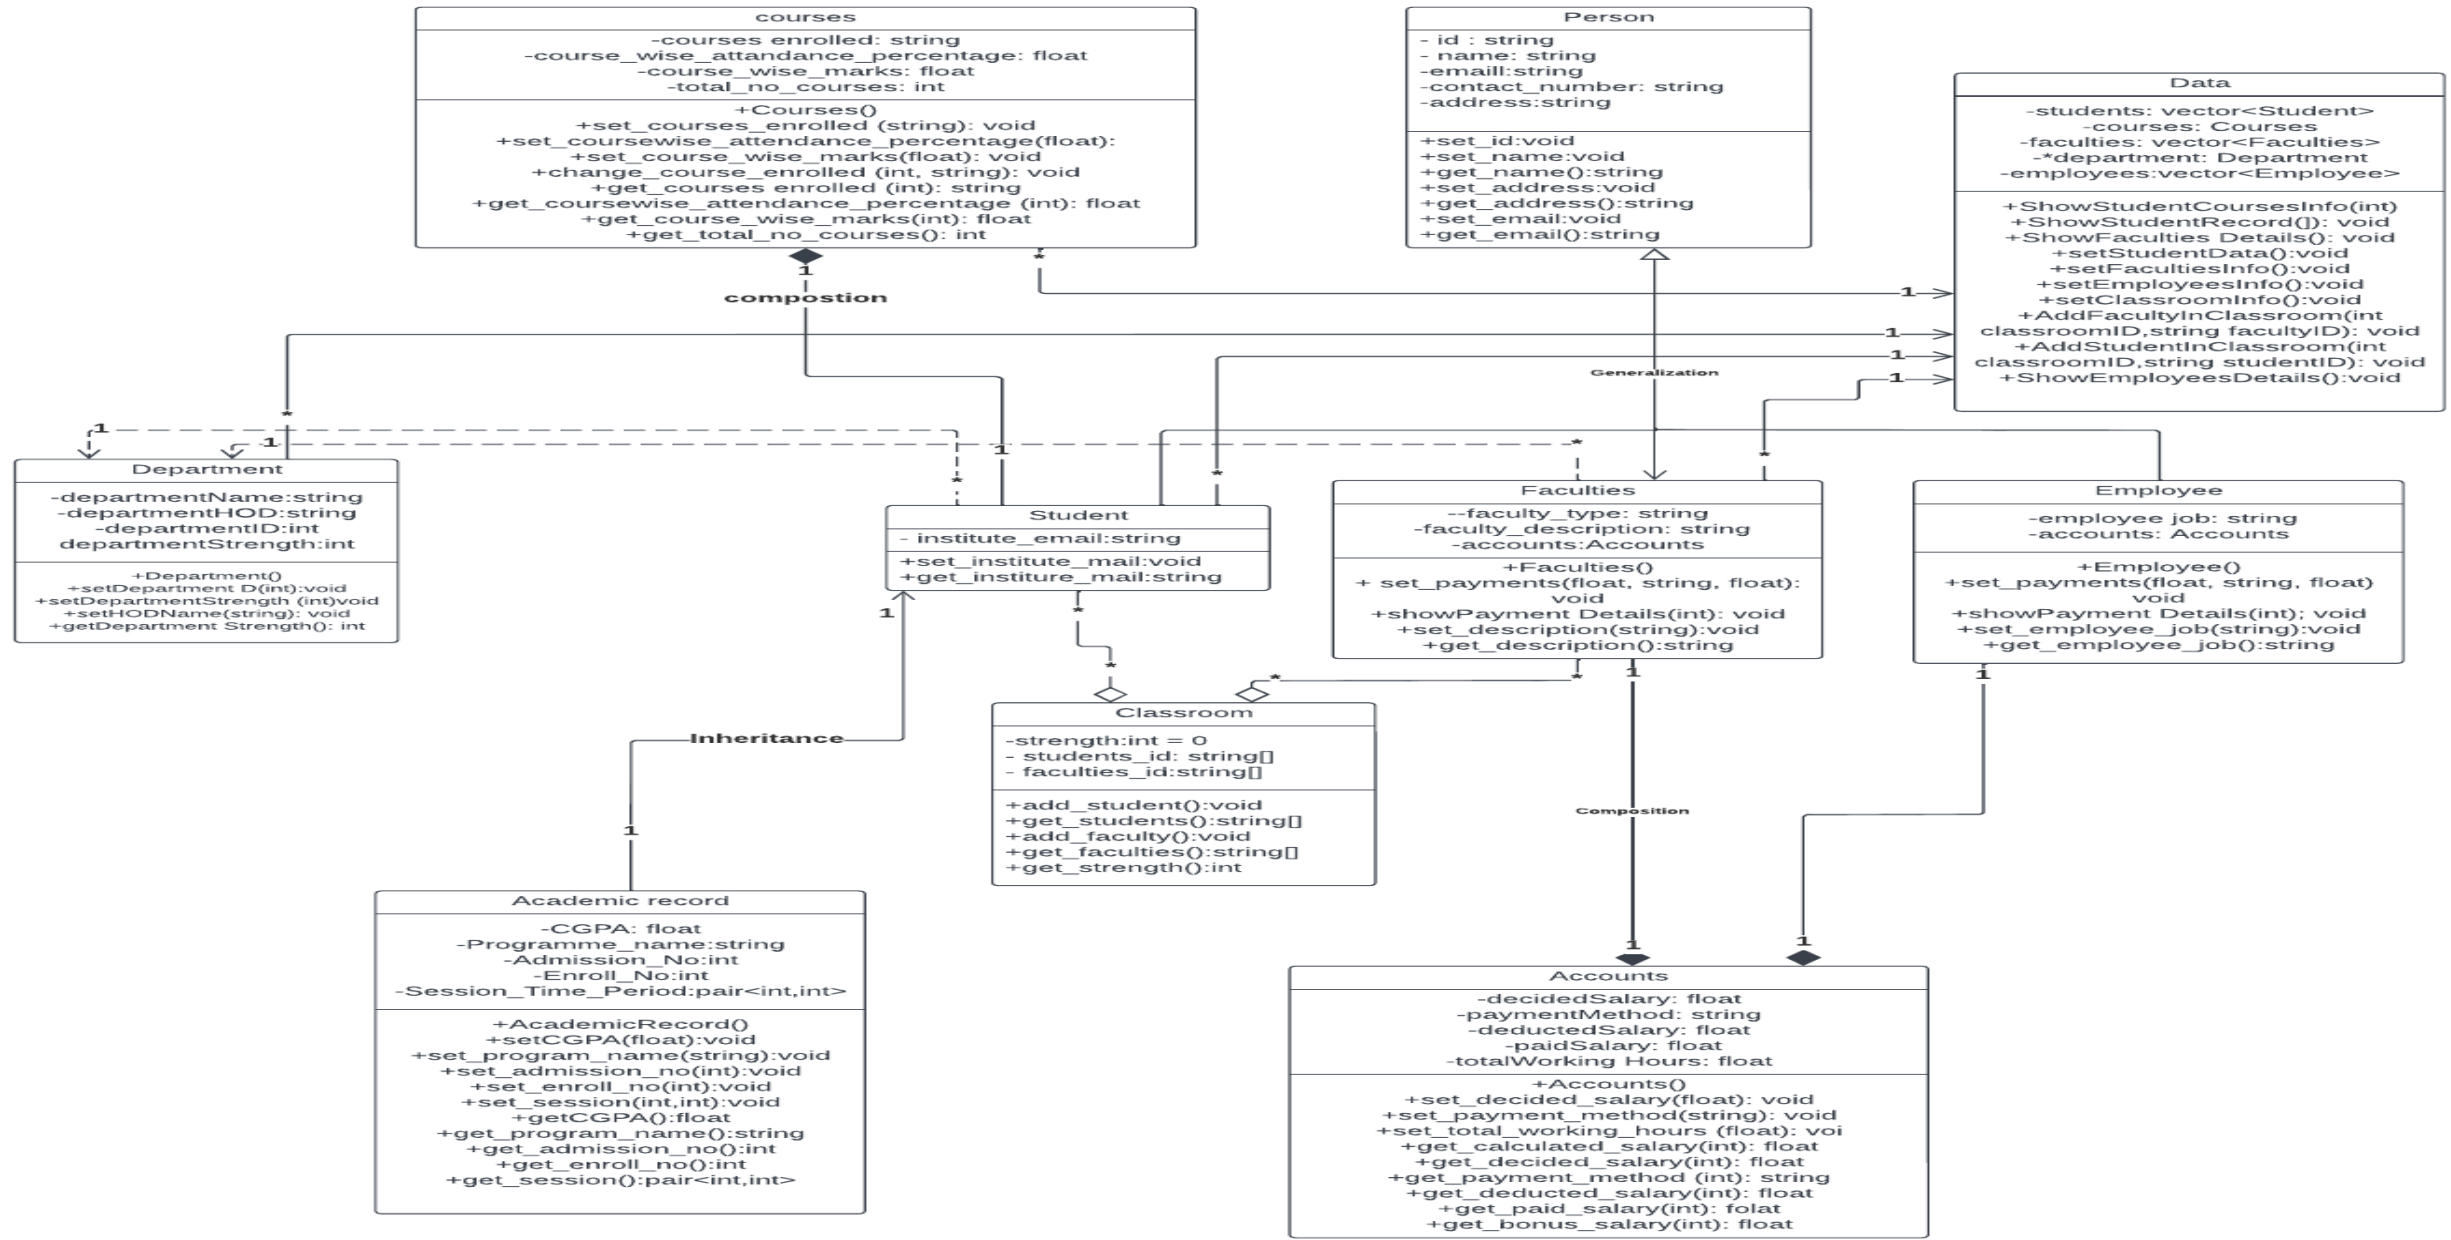 courses
-courses enrolled: string
-course_wise_attandance_percentage: float
-course_wise_marks: float
-total_no_courses: int
+Courses()
+set_courses_enrolled (string): void
+set_coursewise_attendance_percentage(float):
+set_course_wise_marks(float): void
+change_course_enrolled (int, string): void
+get_courses enrolled (int): string
+get_coursewise_attendance_percentage (int): float
+get_course_wise_marks(int): float
+get_total_no_courses(): int
Person
- id : string
- name: string
-emaill:string
-contact_number: string
-address:string
+set_id:void
+set_name:void
+get_name():string
+set_address:void
+get_address():string
+set_email:void
+get_email():string
Data
-students: vector<Student>
-courses: Courses
-faculties: vector<Faculties>
-*department: Department
-employees:vector<Employee>
+ShowStudentCoursesInfo(int)
+ShowStudentRecord(]): void
+ShowFaculties Details(): void
+setStudentData():void
+setFacultiesInfo():void
+setEmployeesInfo():void
+setClassroomInfo():void
+AddFacultyInClassroom(int
classroomID,string facultyID): void
+AddStudentInClassroom(int
classroomID,string studentID): void
+ShowEmployeesDetails():void
1
compostion
*
1
1
1
Generalization
1
*
1
1
*
1
*
*
*
Department
-departmentName:string
-departmentHOD:string
-departmentID:int
departmentStrength:int
+Department()
+setDepartment D(int):void
+setDepartmentStrength (int)void
+setHODName(string): void
+getDepartment Strength(): int
Student
- institute_email:string
+set_institute_mail:void
+get_institure_mail:string
Faculties
--faculty_type: string
-faculty_description: string
-accounts:Accounts
+Faculties()
+ set_payments(float, string, float):
void
+showPayment Details(int): void
+set_description(string):void
+get_description():string
Employee
-employee job: string
-accounts: Accounts
+Employee()
+set_payments(float, string, float)
void
+showPayment Details(int); void
+set_employee_job(string):void
+get_employee_job():string
1
*
*
*
*
1
1
Classroom
-strength:int = 0
- students_id: string[]
- faculties_id:string[]
+add_student():void
+get_students():string[]
+add_faculty():void
+get_faculties():string[]
+get_strength():int
Inheritance
1
Composition
1
1
Academic record
-CGPA: float
-Programme_name:string
-Admission_No:int
-Enroll_No:int
-Session_Time_Period:pair<int,int>
+AcademicRecord()
+setCGPA(float):void
+set_program_name(string):void
+set_admission_no(int):void
+set_enroll_no(int):void
+set_session(int,int):void
+getCGPA():float
+get_program_name():string
+get_admission_no():int
+get_enroll_no():int
+get_session():pair<int,int>
Accounts
-decidedSalary: float
-paymentMethod: string
-deductedSalary: float
-paidSalary: float
-totalWorking Hours: float
+Accounts()
+set_decided_salary(float): void
+set_payment_method(string): void
+set_total_working_hours (float): voi
+get_calculated_salary(int): float
+get_decided_salary(int): float
+get_payment_method (int): string
+get_deducted_salary(int): float
+get_paid_salary(int): folat
+get_bonus_salary(int): float